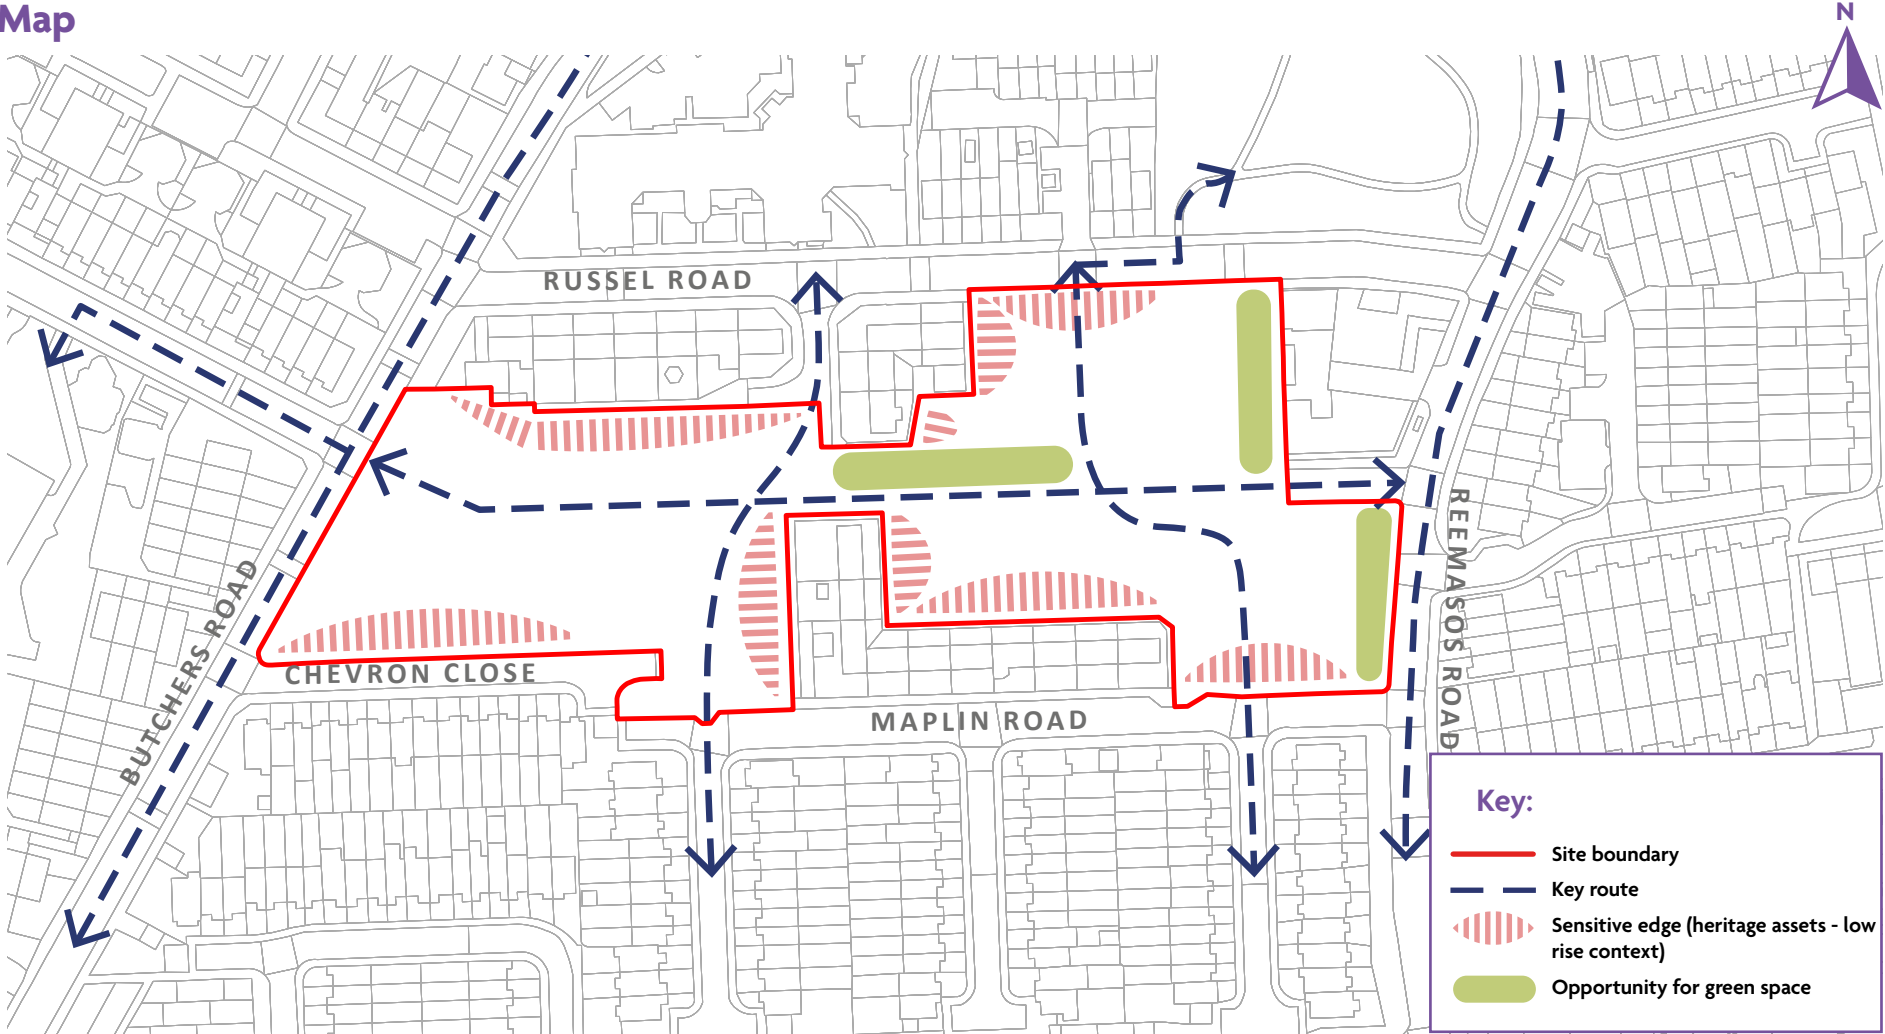 Map
N
RUSSEL ROAD
BUTCHERS ROAD
CHEVRON CLOSE
MAPLIN ROAD
REEMASOS ROAD
Key:
Site boundary
Key route
Sensitive edge (heritage assets - low
rise context)
Opportunity for green space